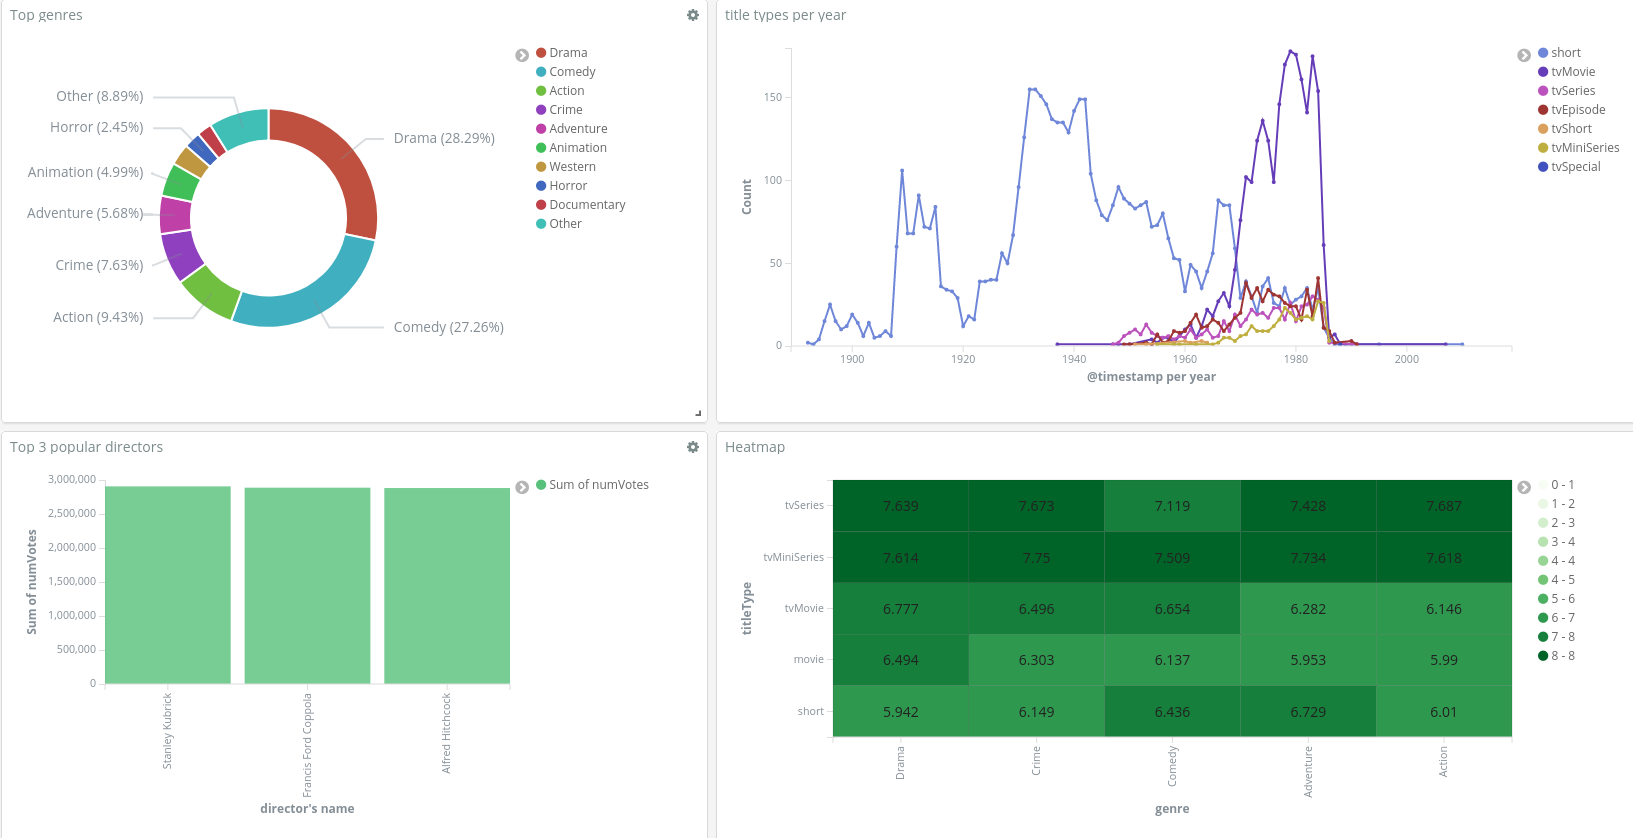 Top genres
Other (8.89%)
Horror (2.45%)
Animation (4.99%)
Adventure (5.68%)
Crime (7.63%)
Action (9.43%)
Drama (28.29%)
Comedy (27.26%)
Drama
Comedy
Action
Crime
Adventure
Animation
Western
Horror
Documentary
Other
title types per year
Count
150
100
50
0
1900 1920 1940 1960 1980 2000
@timestamp per year
short
tvMovie
tvSeries
tvEpisode
tvShort
tvMiniSeries
tvSpecial
Top 3 popular directors
Sum of numVotes
3,000,000
2,500,000
2,000,000
1,500,000
1,000,000
500,000
0
Stanley Kubrick
Francis Ford Coppola
Alfred Hitchcock
director's name
Sum of numVotes
Heatmap
titleType
tvSeries 7.639 7.673 7.119 7.428 7.687
tvMiniSeries 7.614 7.75 7.509 7.734 7.618
tvMovie 6.777 6.496 6.654 6.282 6.146
movie 6.494 6.303 6.137 5.953 5.99
short 5.942 6.149 6.436 6.729 6.01
Drama
Crime
Comedy
Adventure
Action
genre
0 - 1
1 - 2
2 - 3
3 - 4
4 - 4
4 - 5
5 - 6
6 - 7
7 - 8
8 - 8